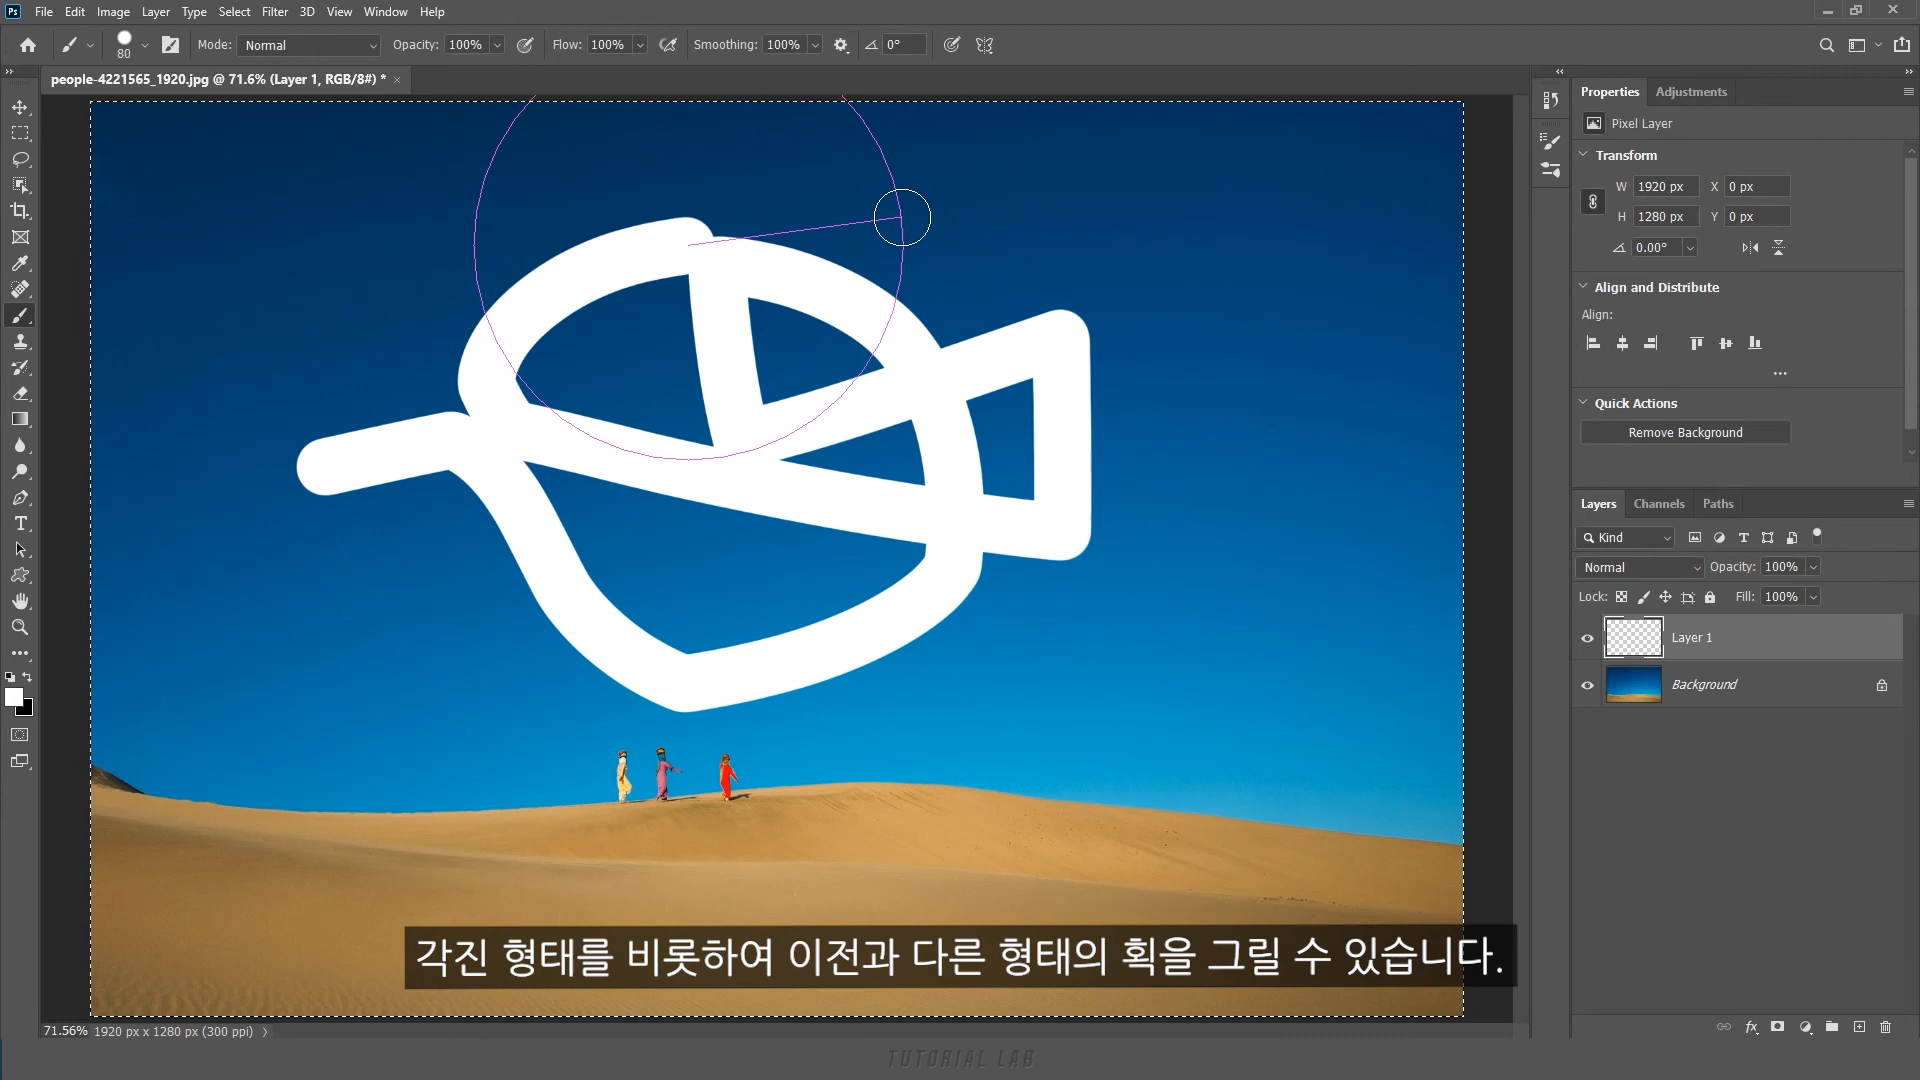 Ps File Edit Image Layer Type Select Filter 3D View Window Help
80 Mode: Normal Opacity: 100% Flow: 100% Smoothing: 100% 0°
people-4221565_1920.jpg @ 71.6% (Layer 1, RGB/8#) *
Properties Adjustments
Pixel Layer
Transform
W 1920 px X 0 px
H 1280 px Y 0 px
0.00°
Align and Distribute
Align:
Quick Actions
Remove Background
Layers Channels Paths
Kind
Normal Opacity: 100%
Lock: Fill: 100%
Layer 1
Background
각진 형태를 비롯하여 이전과 다른 형태의 획을 그릴 수 있습니다.
71.56% 1920 px x 1280 px (300 ppi)
TUTORIAL LAB